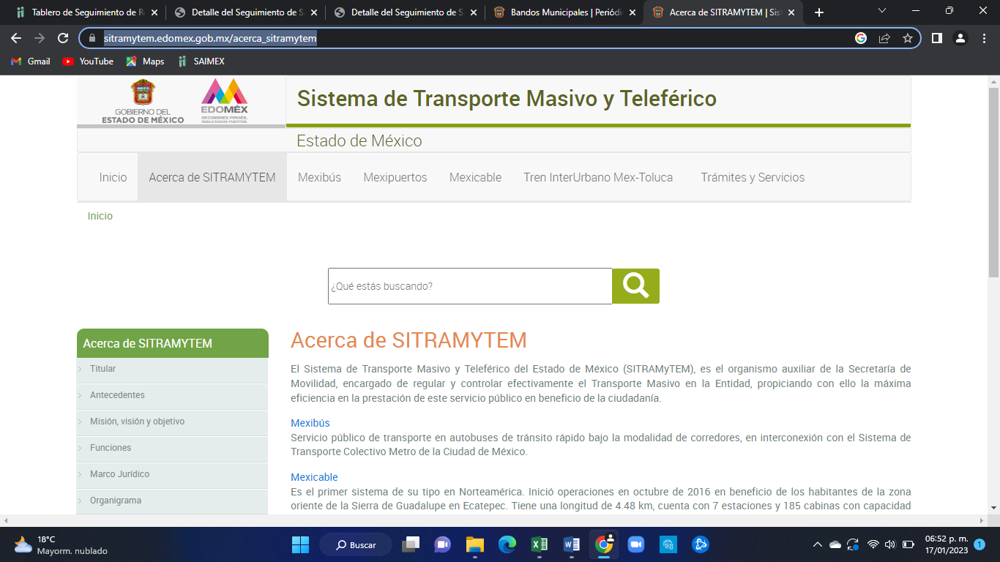 Tablero de Seguimiento de R
Detalle del Seguimiento de S
Detalle del Seguimiento de S
Bandos Municipales | Periódi
Acerca de SITRAMYTEM | Sis
sitramytem.edomex.gob.mx/acerca_sitramytem
Gmail
YouTube
Maps
SAIMEX
GOBIERNO DEL
ESTADO DE MÉXICO
EDOMÉX
DECISIONES FIRMES,
RESULTADOS FUERTES.
Sistema de Transporte Masivo y Teleférico
Estado de México
Inicio
Acerca de SITRAMYTEM
Mexibús
Mexipuertos
Mexicable
Tren InterUrbano Mex-Toluca
Trámites y Servicios
Inicio
¿Qué estás buscando?
Acerca de SITRAMYTEM
Titular
Antecedentes
Misión, visión y objetivo
Funciones
Marco Jurídico
Organigrama
Acerca de SITRAMYTEM
El Sistema de Transporte Masivo y Teleférico del Estado de México (SITRAMyTEM), es el organismo auxiliar de la Secretaría de
Movilidad, encargado de regular y controlar efectivamente el Transporte Masivo en la Entidad, propiciando con ello la máxima
eficiencia en la prestación de este servicio público en beneficio de la ciudadanía.
Mexibús
Servicio público de transporte en autobuses de tránsito rápido bajo la modalidad de corredores, en interconexión con el Sistema de
Transporte Colectivo Metro de la Ciudad de México.
Mexicable
Es el primer sistema de su tipo en Norteamérica. Inició operaciones en octubre de 2016 en beneficio de los habitantes de la zona
oriente de la Sierra de Guadalupe en Ecatepec. Tiene una longitud de 4.48 km, cuenta con 7 estaciones y 185 cabinas con capacidad
18°C
Mayorm. nublado
Buscar
06:52 p. m.
17/01/2023
1